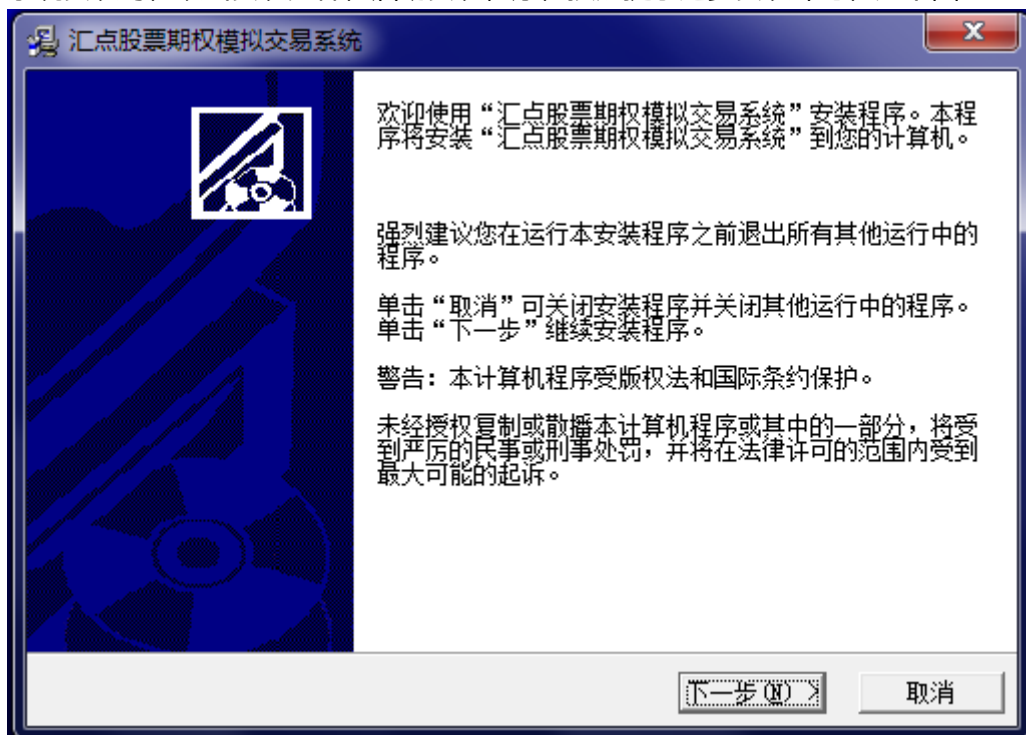 汇点股票期权模拟交易系统
欢迎使用“汇点股票期权模拟交易系统”安装程序。本程
序将安装“汇点股票期权模拟交易系统”到您的计算机。
强烈建议您在运行本安装程序之前退出所有其他运行中的
程序。
单击“取消”可关闭安装程序并关闭其他运行中的程序。
单击“下一步”继续安装程序。
警告：本计算机程序受版权法和国际条约保护。
未经授权复制或散播本计算机程序或其中的一部分，将受
到严厉的民事或刑事处罚，并将在法律许可的范围内受到
最大可能的起诉。
下一步(N) >
取消